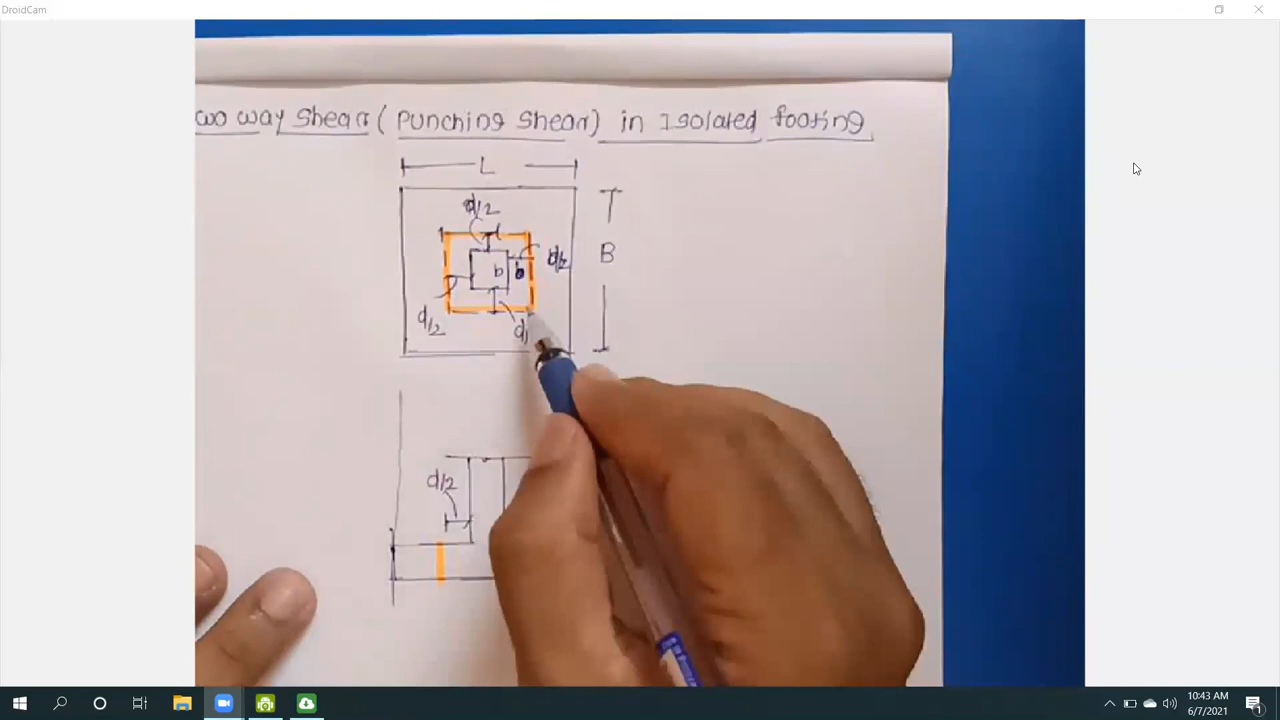 DroidCam
wo way shear (Punching shear) in Isolated footing
L
d/2
B
b b d/2
d/2
d/2
10:43 AM
6/7/2021
1